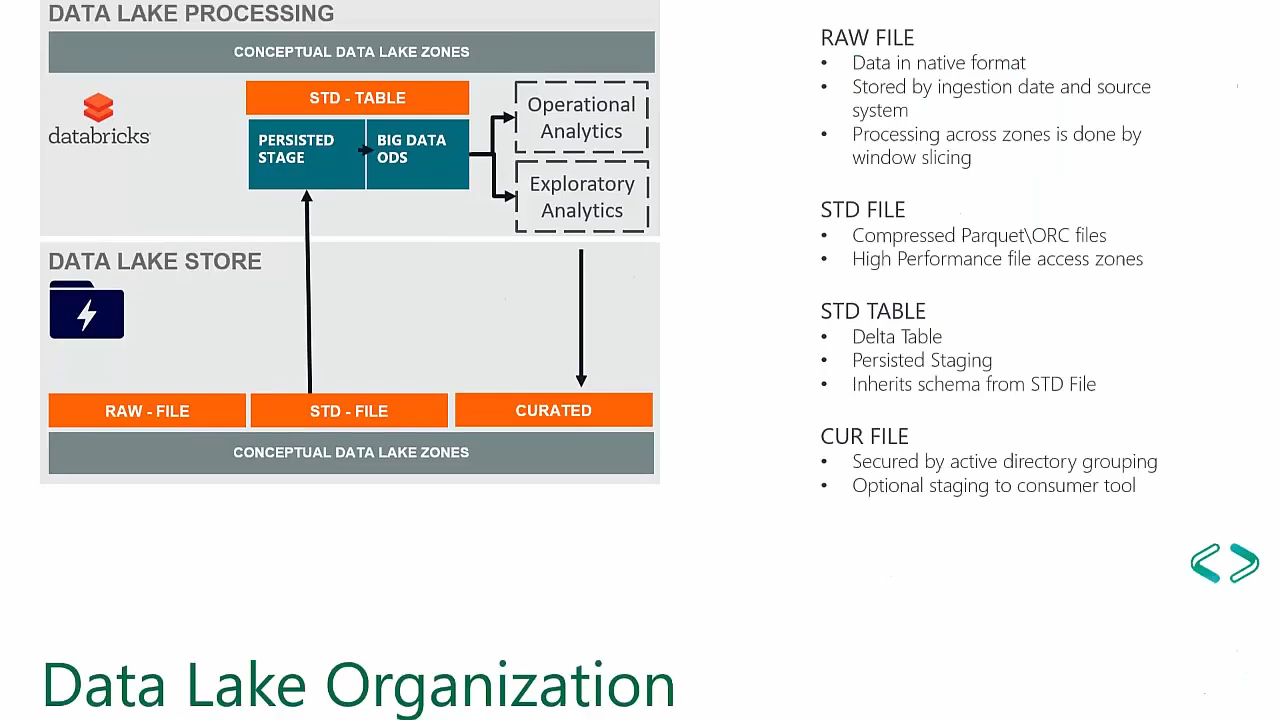 DATA LAKE PROCESSING
CONCEPTUAL DATA LAKE ZONES
databricks
STD - TABLE
PERSISTED
STAGE
BIG DATA
ODS
Operational
Analytics
Exploratory
Analytics
DATA LAKE STORE
RAW - FILE
STD - FILE
CURATED
CONCEPTUAL DATA LAKE ZONES
RAW FILE
• Data in native format
• Stored by ingestion date and source
system
• Processing across zones is done by
window slicing
STD FILE
• Compressed Parquet\ORC files
• High Performance file access zones
STD TABLE
• Delta Table
• Persisted Staging
• Inherits schema from STD File
CUR FILE
• Secured by active directory grouping
• Optional staging to consumer tool
Data Lake Organization